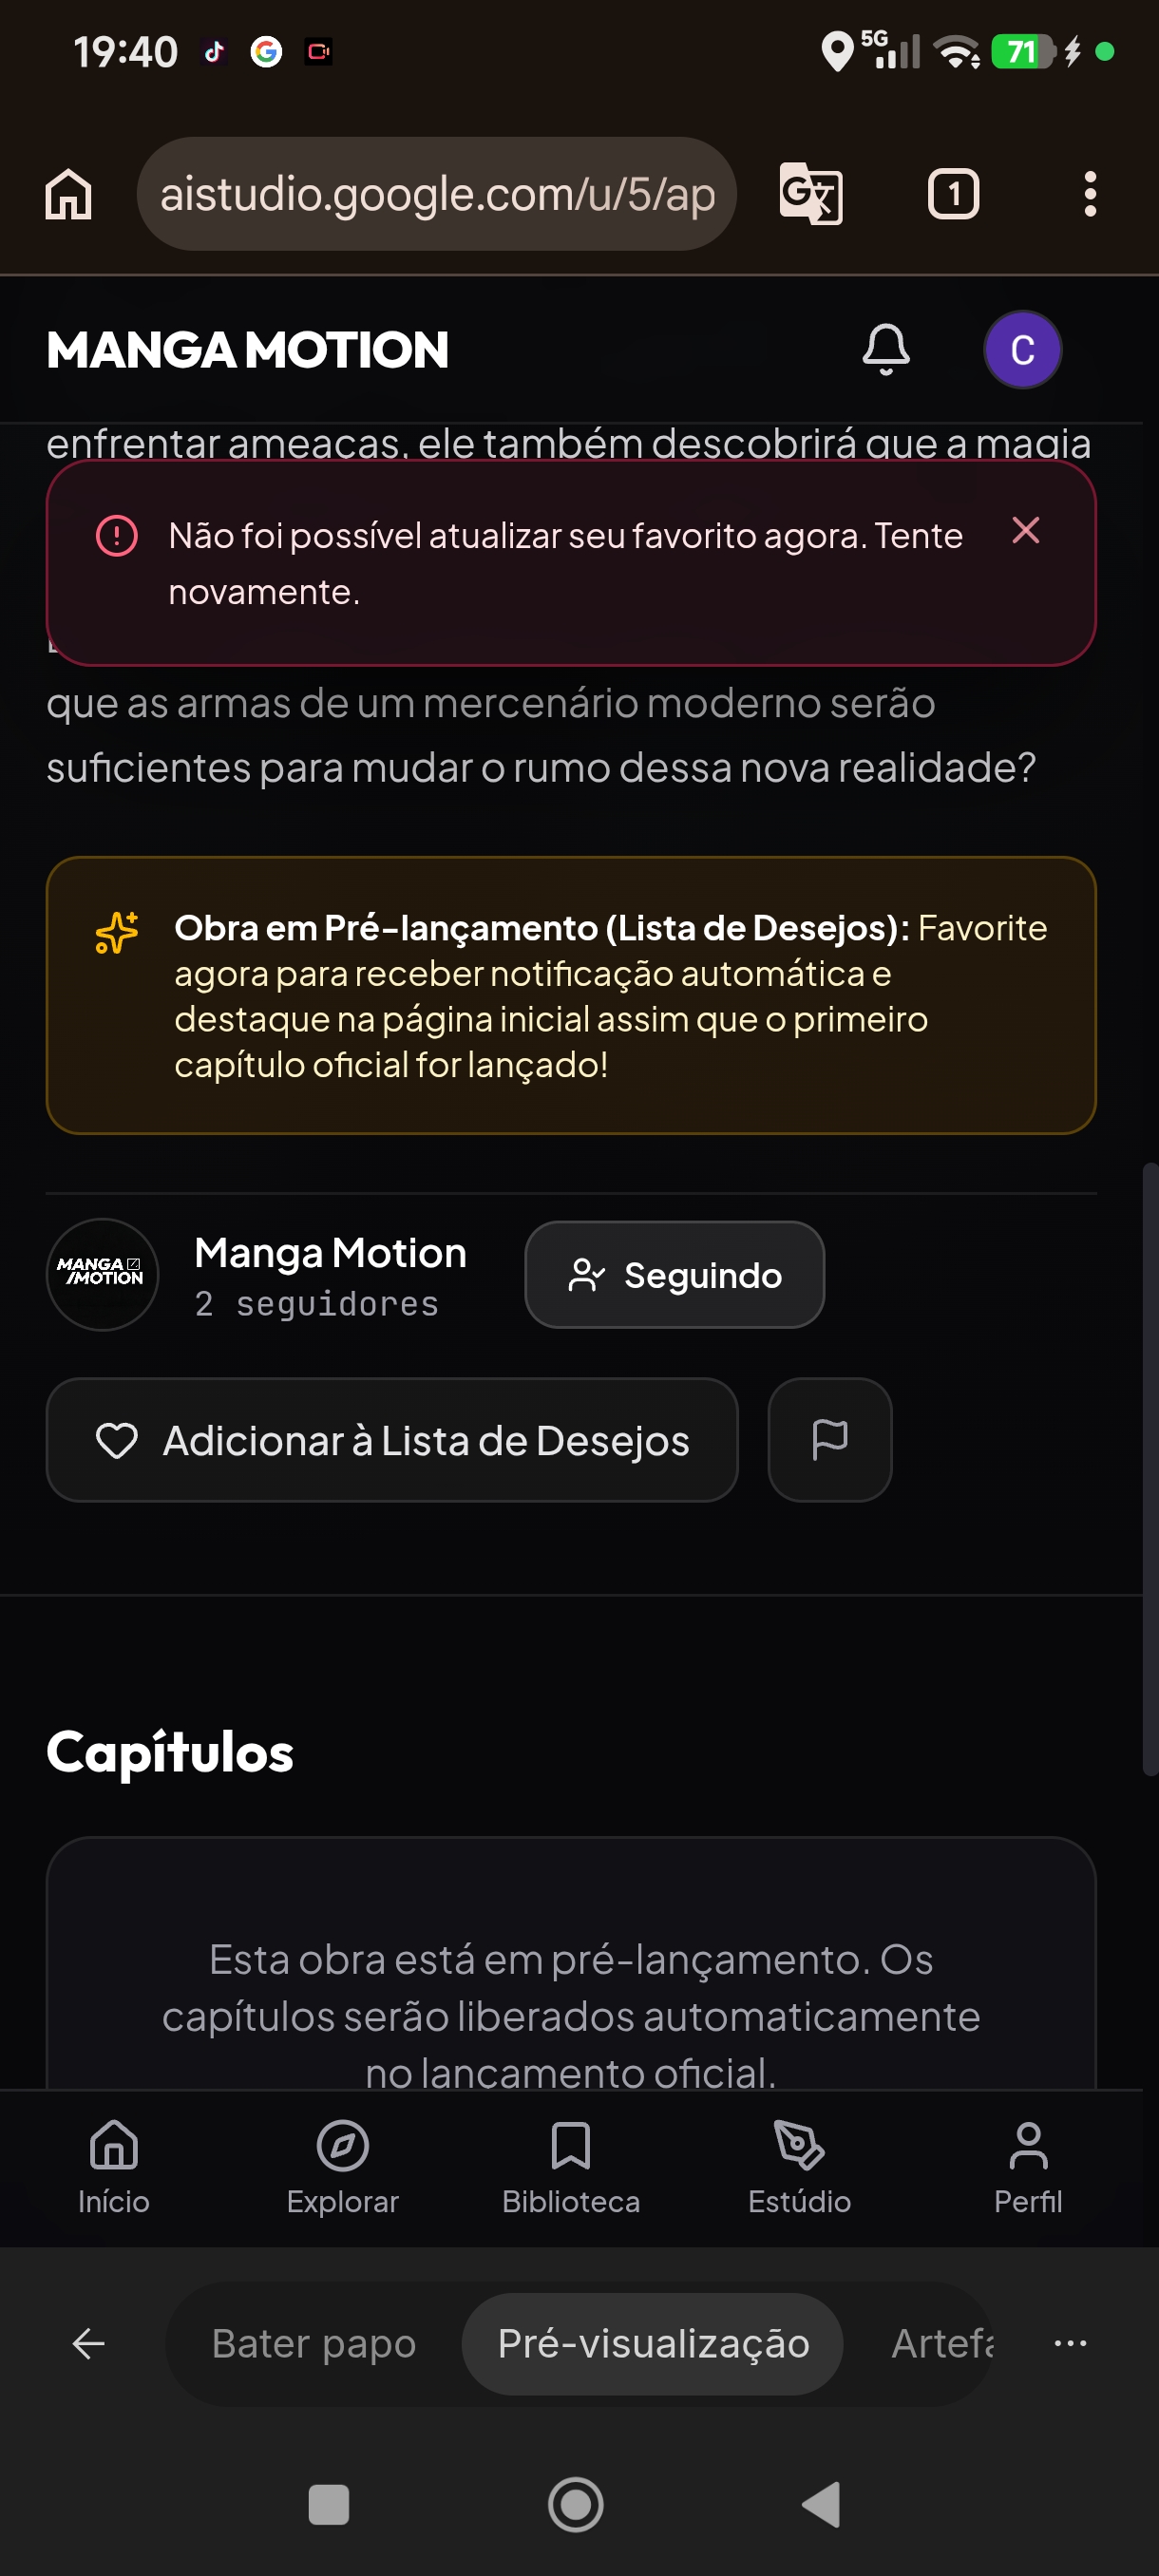 19:40
5G
71
aistudio.google.com/u/5/ap
1
MANGA MOTION
C
enfrentar ameaças, ele também descobrirá que a magia
Não foi possível atualizar seu favorito agora. Tente
novamente.
que as armas de um mercenário moderno serão
suficientes para mudar o rumo dessa nova realidade?
Obra em Pré-lançamento (Lista de Desejos): Favorite
agora para receber notificação automática e
destaque na página inicial assim que o primeiro
capítulo oficial for lançado!
MANGA
MOTION
Manga Motion
2 seguidores
Seguindo
Adicionar à Lista de Desejos
Capítulos
Esta obra está em pré-lançamento. Os
capítulos serão liberados automaticamente
no lançamento oficial.
Início
Explorar
Biblioteca
Estúdio
Perfil
Bater papo
Pré-visualização
Artefa